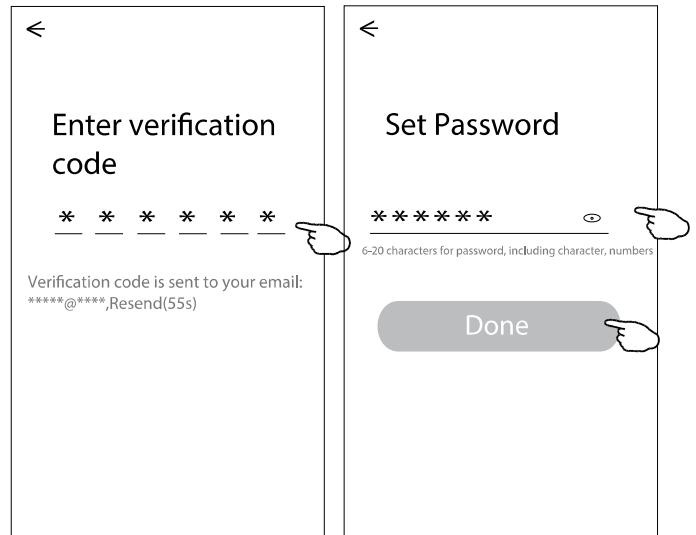 Enter verification
code
* * * * * *
Verification code is sent to your email:
*****@****,Resend(55s)
Set Password
******
6-20 characters for password, including character, numbers
Done